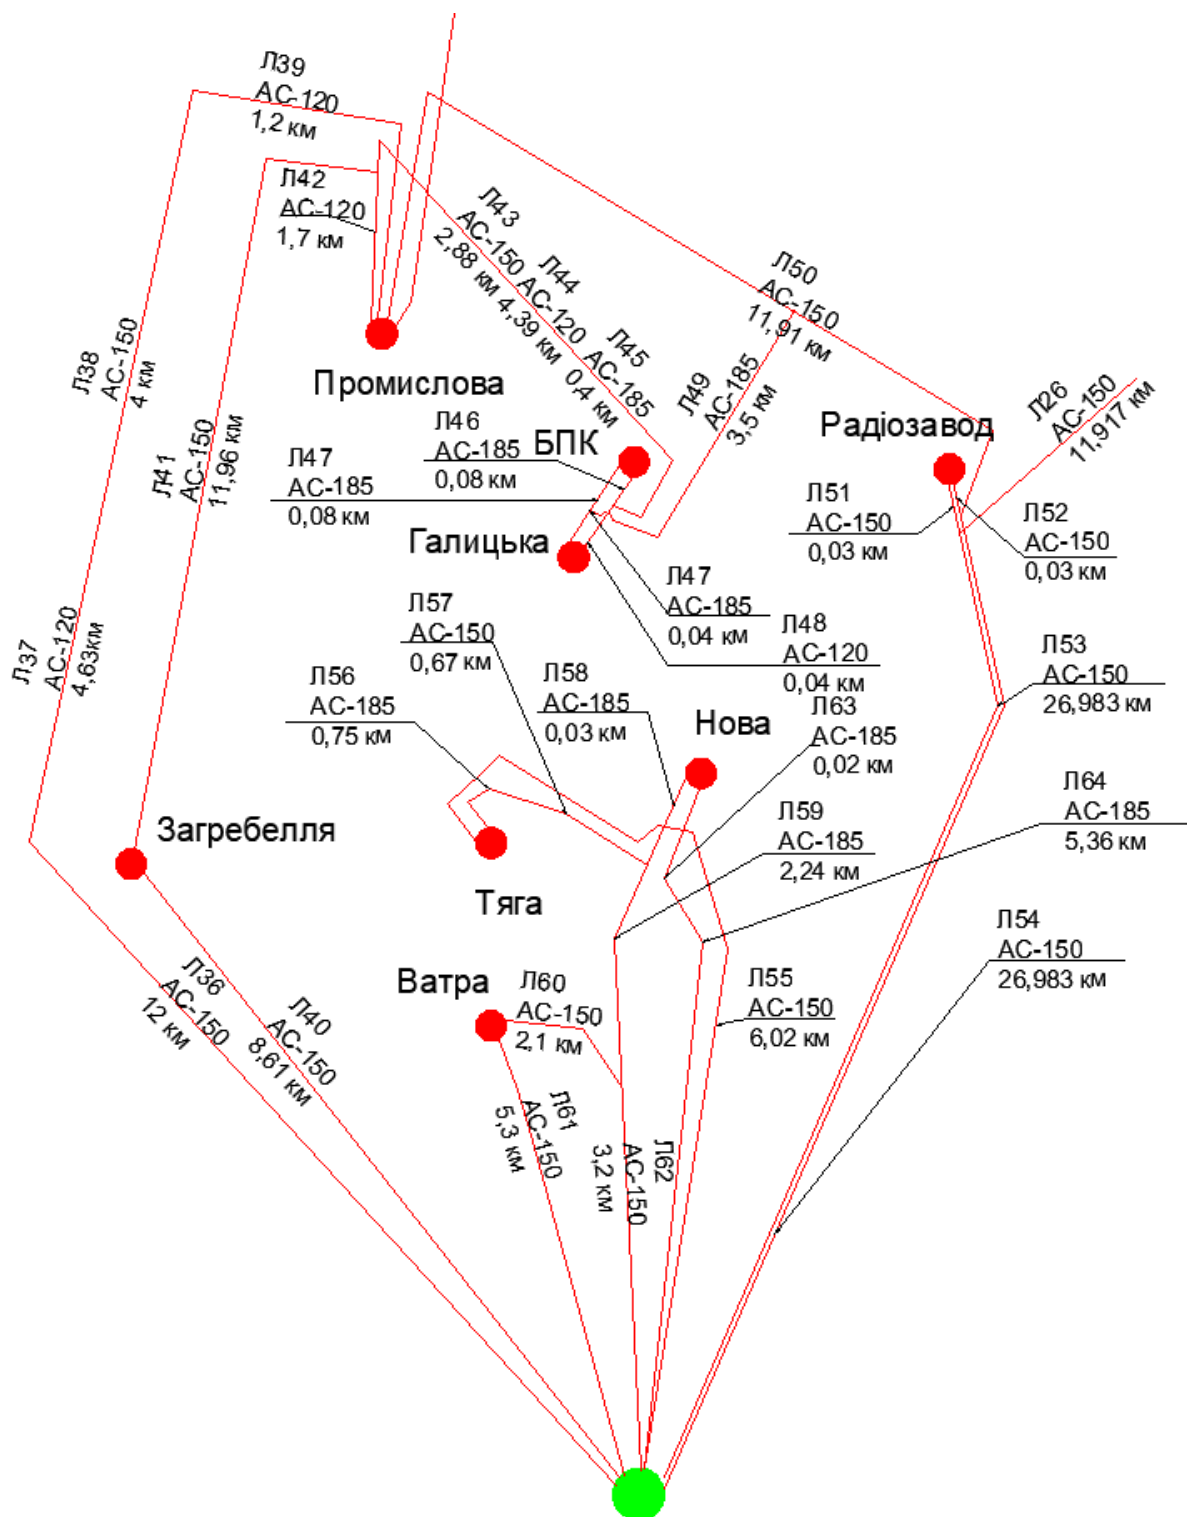 Л39
АС-120
1,2 км
Л42
АС-120
1,7 км
Л43
АС-150
2,88 км
Л44
АС-120
4,39 км
Л45
АС-185
0,4 км
Л50
АС-150
11,91 км
Л38
АС-150
4 км
Промислова
Л49
АС-185
3,5 км
Л26
АС-150
11,917 км
Радіозавод
Л46
АС-185
0,08 км
БПК
Л41
АС-150
11,96 км
Л47
АС-185
0,08 км
Л51
АС-150
0,03 км
Л52
АС-150
0,03 км
Галицька
Л47
АС-185
0,04 км
Л48
АС-120
0,04 км
Л37
АС-120
4,63км
Л57
АС-150
0,67 км
Л53
АС-150
26,983 км
Л56
АС-185
0,75 км
Л58
АС-185
0,03 км
Нова
Л63
АС-185
0,02 км
Л64
АС-185
5,36 км
Л59
АС-185
2,24 км
Загребелля
Тяга
Л54
АС-150
26,983 км
Ватра
Л60
АС-150
2,1 км
Л55
АС-150
6,02 км
Л36
АС-150
12 км
Л40
АС-150
8,61 км
Л61
АС-150
5,3 км
Л62
АС-150
3,2 км